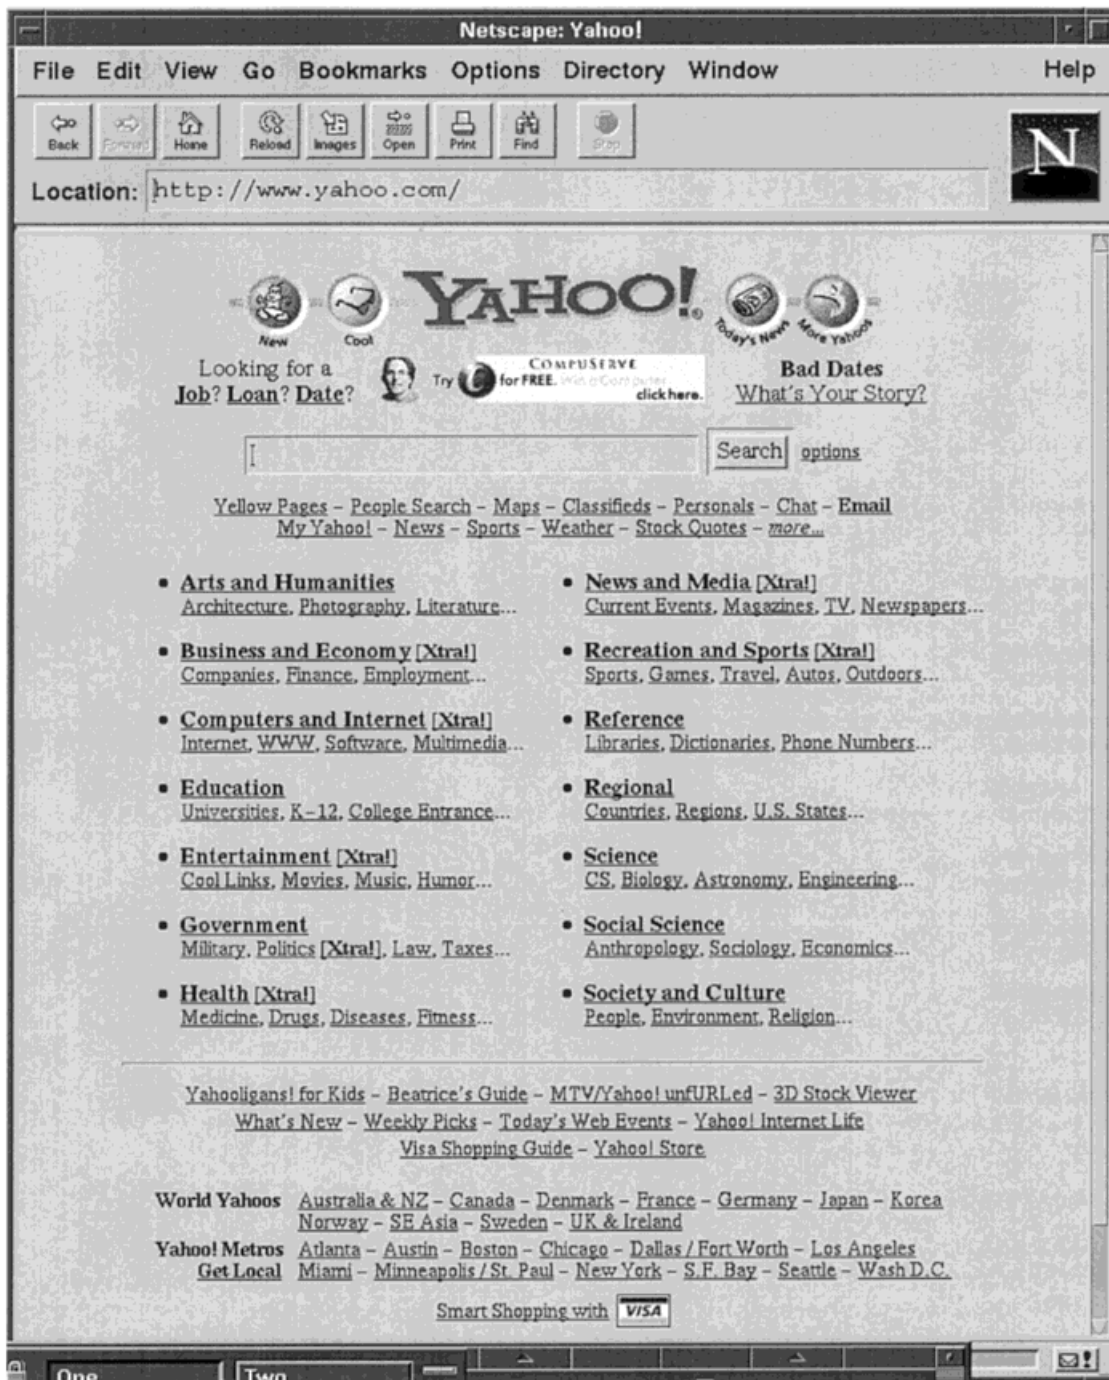 Netscape: Yahoo!
File Edit View Go Bookmarks Options Directory Window Help
Back Forward Home Reload Images Open Print Find Stop
N
Location: http://www.yahoo.com/
YAHOO!
New Cool Today's News More Yahoos
Looking for a
Job? Loan? Date?
Try C for FREE. Win a Computer
COMPUSERVE
click here.
Bad Dates
What's Your Story?
Search options
Yellow Pages – People Search – Maps – Classifieds – Personals – Chat – Email
My Yahoo! – News – Sports – Weather – Stock Quotes – more...
• Arts and Humanities
Architecture, Photography, Literature...
• Business and Economy [Xtra!]
Companies, Finance, Employment...
• Computers and Internet [Xtra!]
Internet, WWW, Software, Multimedia...
• Education
Universities, K–12, College Entrance...
• Entertainment [Xtra!]
Cool Links, Movies, Music, Humor...
• Government
Military, Politics [Xtra!], Law, Taxes...
• Health [Xtra!]
Medicine, Drugs, Diseases, Fitness...
• News and Media [Xtra!]
Current Events, Magazines, TV, Newspapers...
• Recreation and Sports [Xtra!]
Sports, Games, Travel, Autos, Outdoors...
• Reference
Libraries, Dictionaries, Phone Numbers...
• Regional
Countries, Regions, U.S. States...
• Science
CS, Biology, Astronomy, Engineering...
• Social Science
Anthropology, Sociology, Economics...
• Society and Culture
People, Environment, Religion...
Yahooligans! for Kids – Beatrice's Guide – MTV/Yahoo! unfURLed – 3D Stock Viewer
What's New – Weekly Picks – Today's Web Events – Yahoo! Internet Life
Visa Shopping Guide – Yahoo! Store
World Yahoos Australia & NZ – Canada – Denmark – France – Germany – Japan – Korea
Norway – SE Asia – Sweden – UK & Ireland
Yahoo! Metros Atlanta – Austin – Boston – Chicago – Dallas / Fort Worth – Los Angeles
Get Local Miami – Minneapolis / St. Paul – New York – S.F. Bay – Seattle – Wash D.C.
Smart Shopping with VISA
One Two